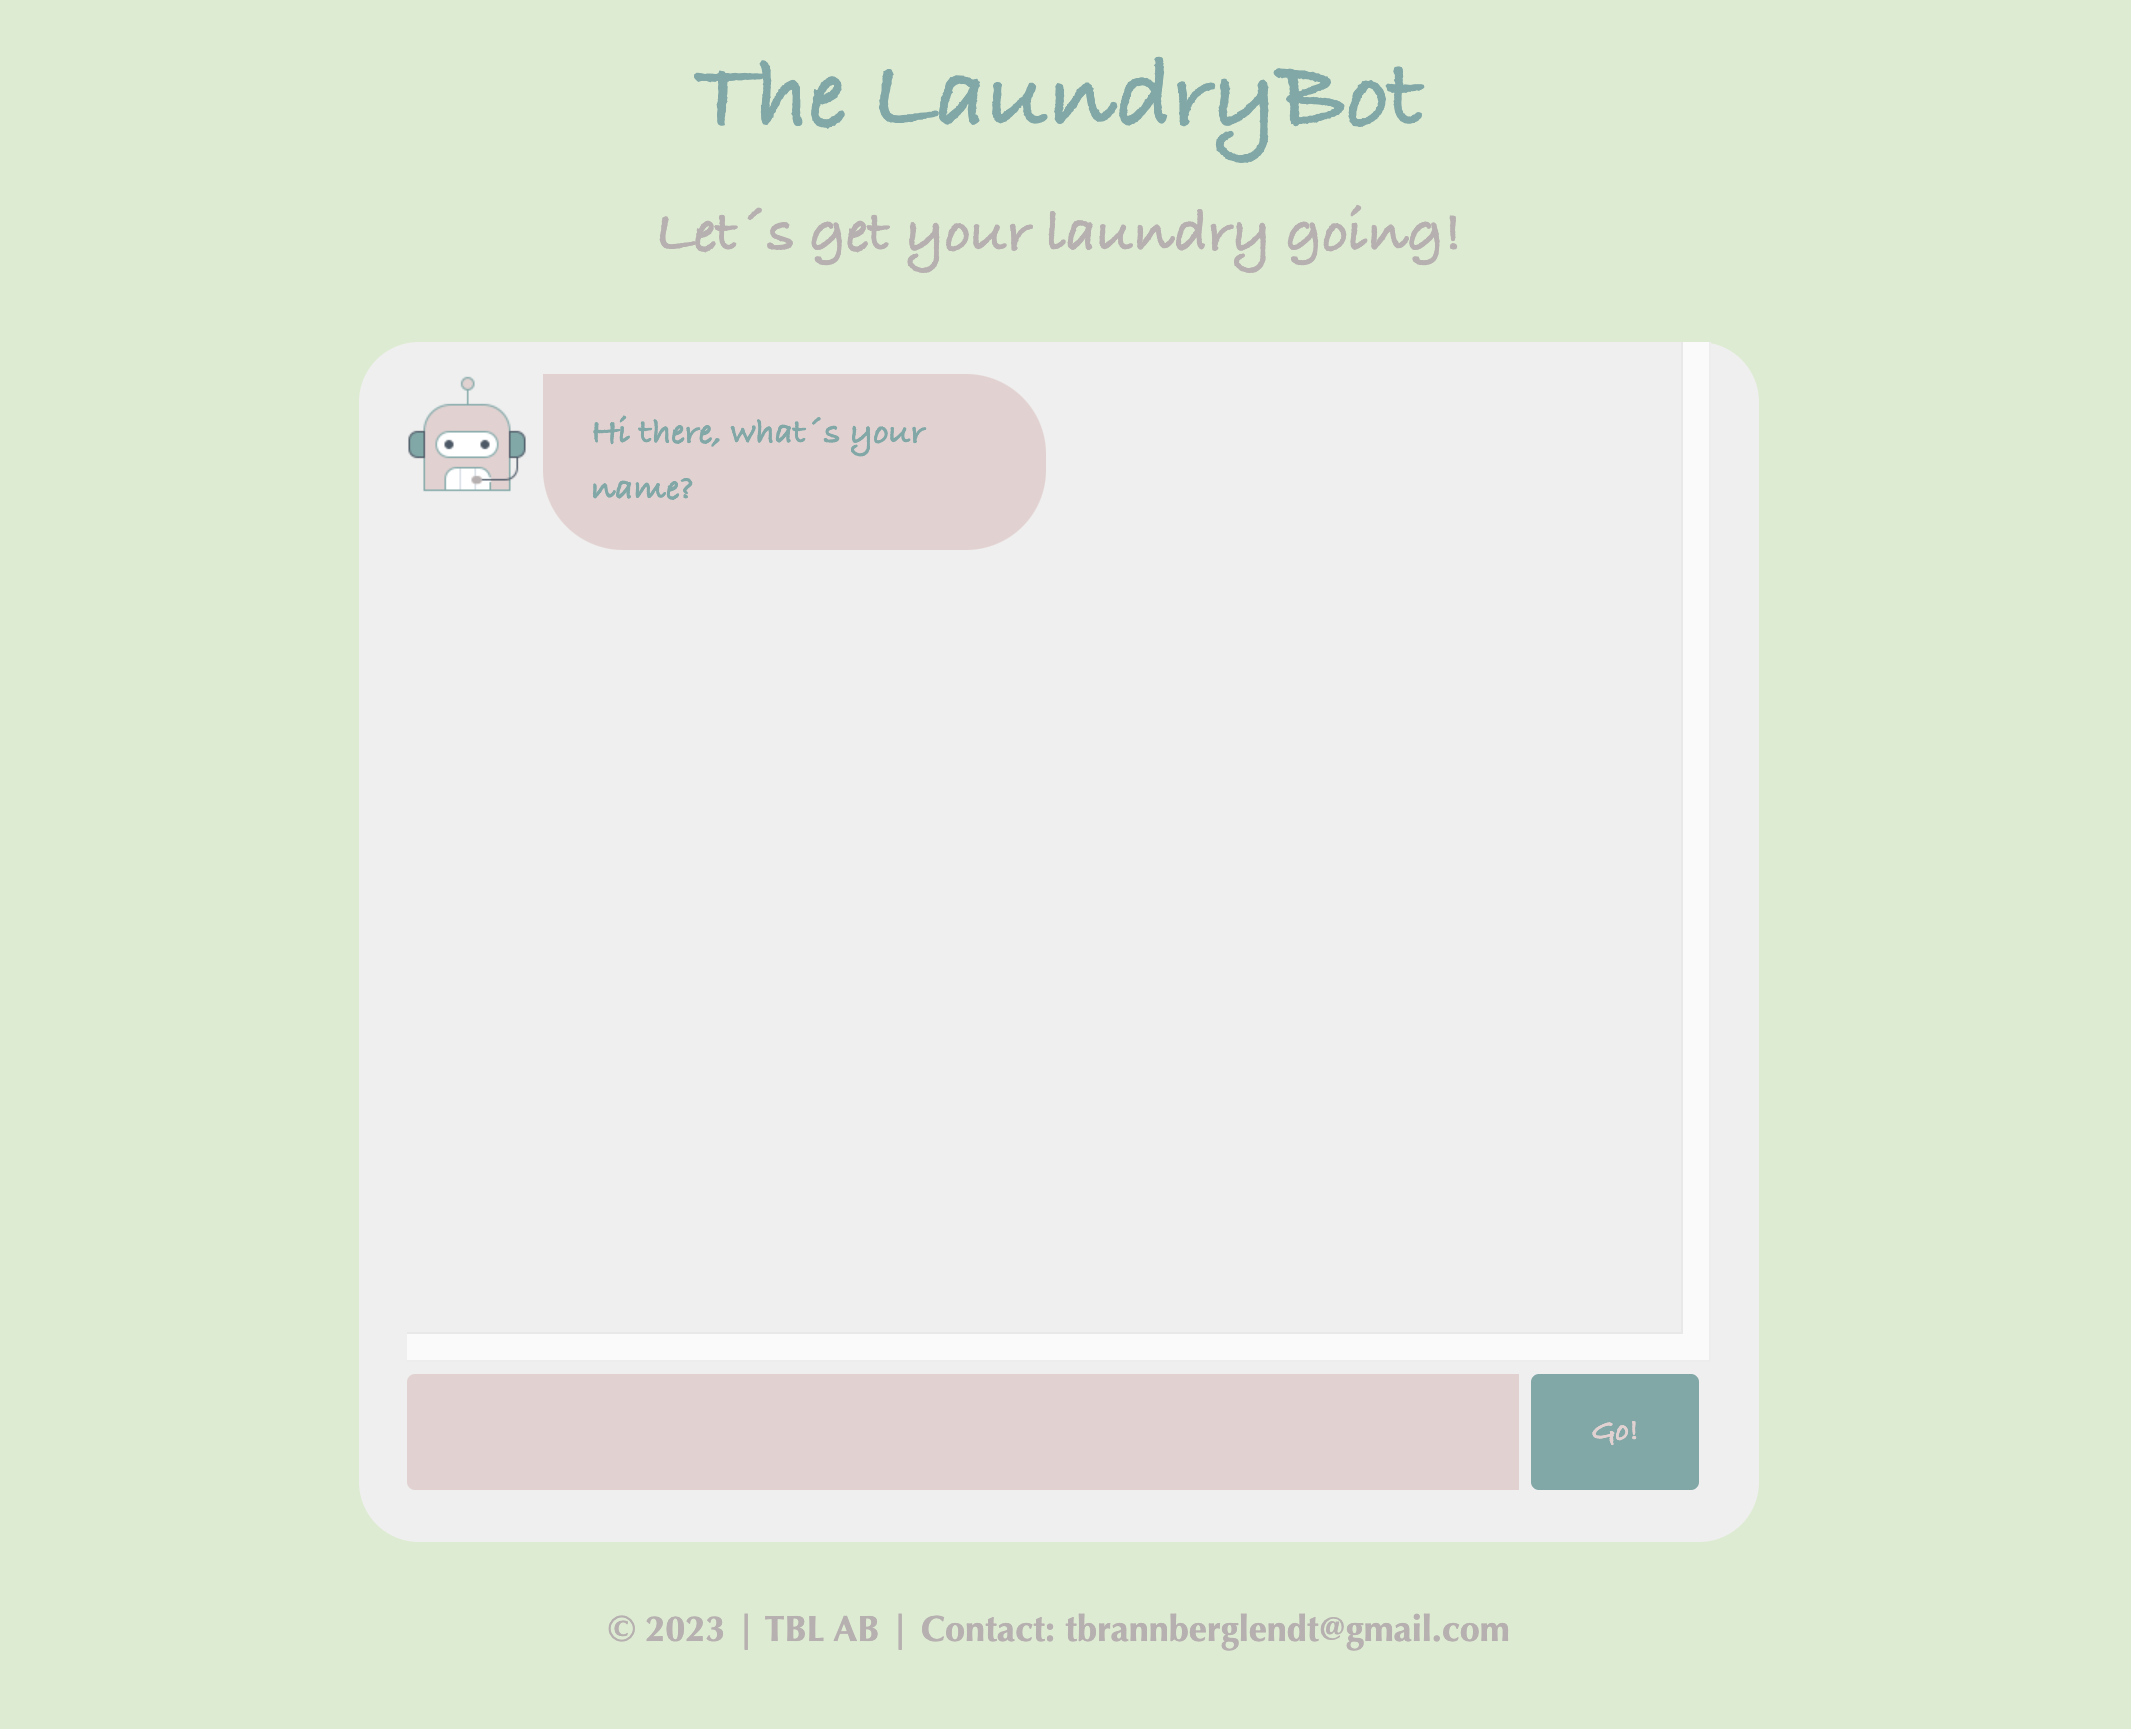 The LaundryBot
Let´s get your laundry going!
Hi there, what´s your
name?
Go!
© 2023 | TBL AB | Contact: tbrannberglendt@gmail.com